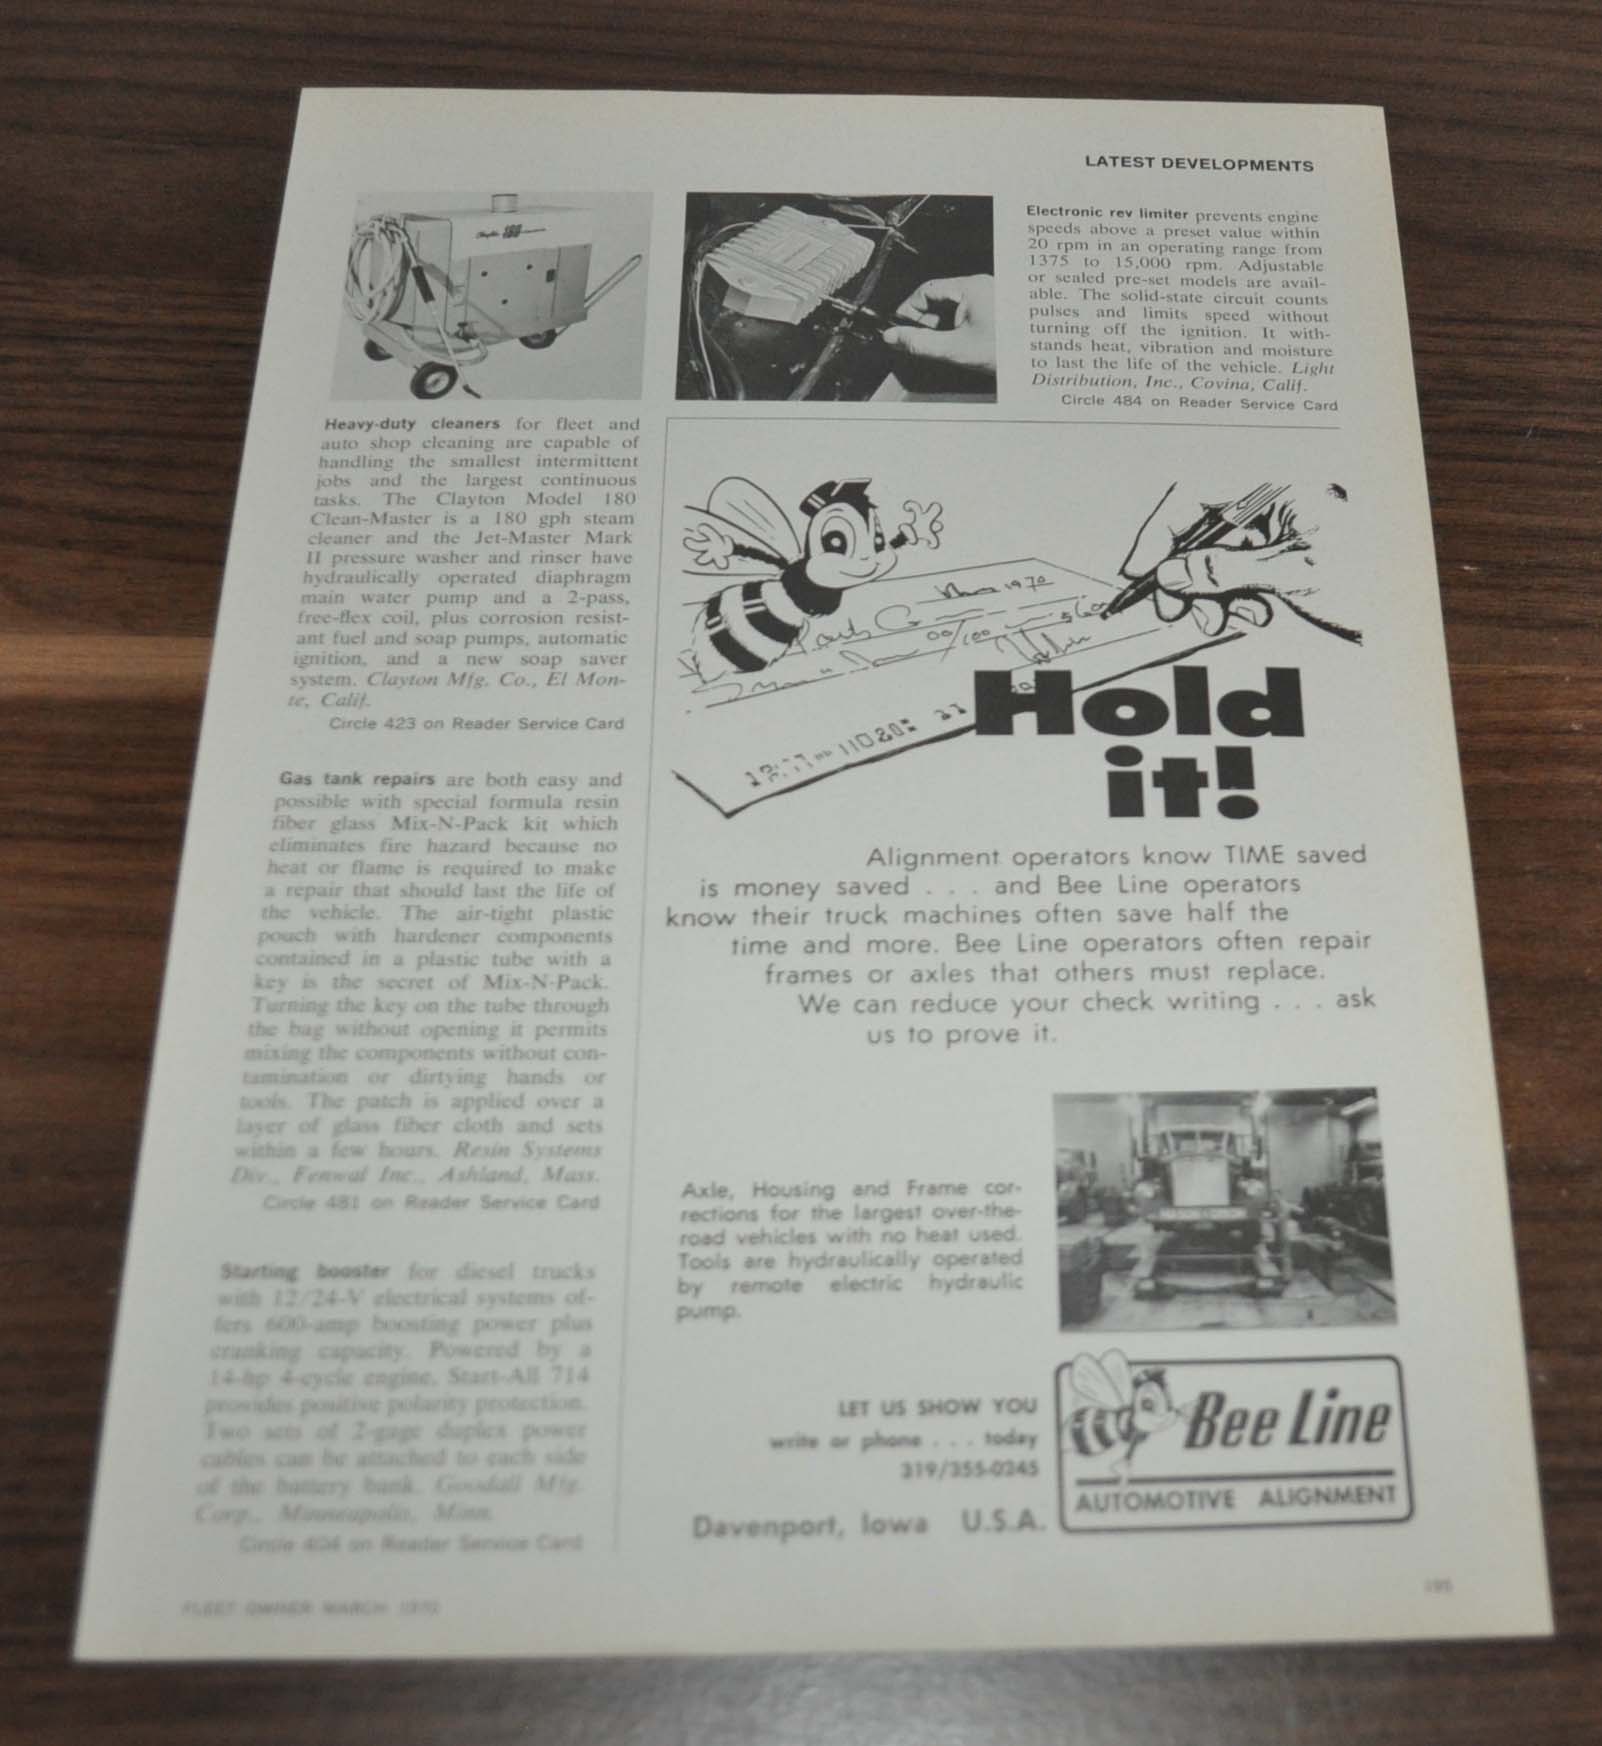 LATEST DEVELOPMENTS
Electronic rev limiter prevents engine
speeds above a preset value within
20 rpm in an operating range from
1375 to 15,000 rpm. Adjustable
or sealed pre-set models are avail-
able. The solid-state circuit counts
pulses and limits speed without
turning off the ignition. It with-
stands heat, vibration and moisture
to last the life of the vehicle. Light
Distribution, Inc., Covina, Calif.
Circle 484 on Reader Service Card
180
Heavy-duty cleaners for fleet and
auto shop cleaning are capable of
handling the smallest intermittent
jobs and the largest continuous
tasks. The Clayton Model 180
Clean-Master is a 180 gph steam
cleaner and the Jet-Master Mark
II pressure washer and rinser have
hydraulically operated diaphragm
main water pump and a 2-pass,
free-flex coil, plus corrosion resist-
ant fuel and soap pumps, automatic
ignition, and a new soap saver
system. Clayton Mfg. Co., El Mon-
te, Calif.
Circle 423 on Reader Service Card
Gas tank repairs are both easy and
possible with special formula resin
fiber glass Mix-N-Pack kit which
eliminates fire hazard because no
heat or flame is required to make
a repair that should last the life of
the vehicle. The air-tight plastic
pouch with hardener components
contained in a plastic tube with a
key is the secret of Mix-N-Pack.
Turning the key on the tube through
the bag without opening it permits
mixing the components without con-
tamination or dirtying hands or
tools. The patch is applied over a
layer of glass fiber cloth and sets
within a few hours. Resin Systems
Div., Fenwal Inc., Ashland, Mass.
Circle 481 on Reader Service Card
Starting booster for diesel trucks
with 12/24-V electrical systems of-
fers 600-amp boosting power plus
cranking capacity. Powered by a
14-hp 4-cycle engine, Start-All 714
provides positive polarity protection.
Two sets of 2-gage duplex power
cables can be attached to each side
of the battery bank. Goodall Mfg.
Corp., Minneapolis, Minn.
Circle 404 on Reader Service Card
1970
Parts Co
00/100
Hold
it!
Alignment operators know TIME saved
is money saved . . . and Bee Line operators
know their truck machines often save half the
time and more. Bee Line operators often repair
frames or axles that others must replace.
We can reduce your check writing . . . ask
us to prove it.
Axle, Housing and Frame cor-
rections for the largest over-the-
road vehicles with no heat used.
Tools are hydraulically operated
by remote electric hydraulic
pump.
LET US SHOW YOU
write or phone . . . today
319/355-0245
Davenport, Iowa U.S.A.
Bee Line
AUTOMOTIVE ALIGNMENT
FLEET OWNER MARCH 1970